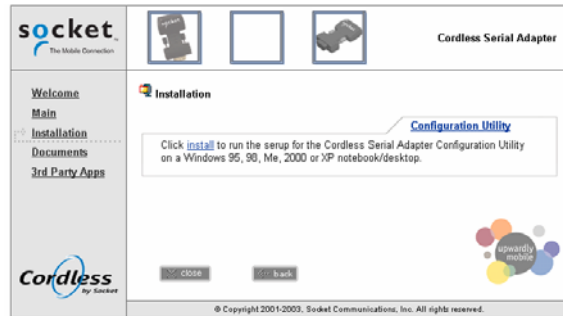 socket
The Mobile Connection
Cordless Serial Adapter
Welcome
Main
Installation
Documents
3rd Party Apps
Installation
Configuration Utility
Click install to run the serup for the Cordless Serial Adapter Configuration Utility
on a Windows 95, 98, Me, 2000 or XP notebook/desktop.
upwardly
mobile
Cordless
by Socket
close
back
© Copyright 2001-2003, Socket Communications, Inc. All rights reserved.